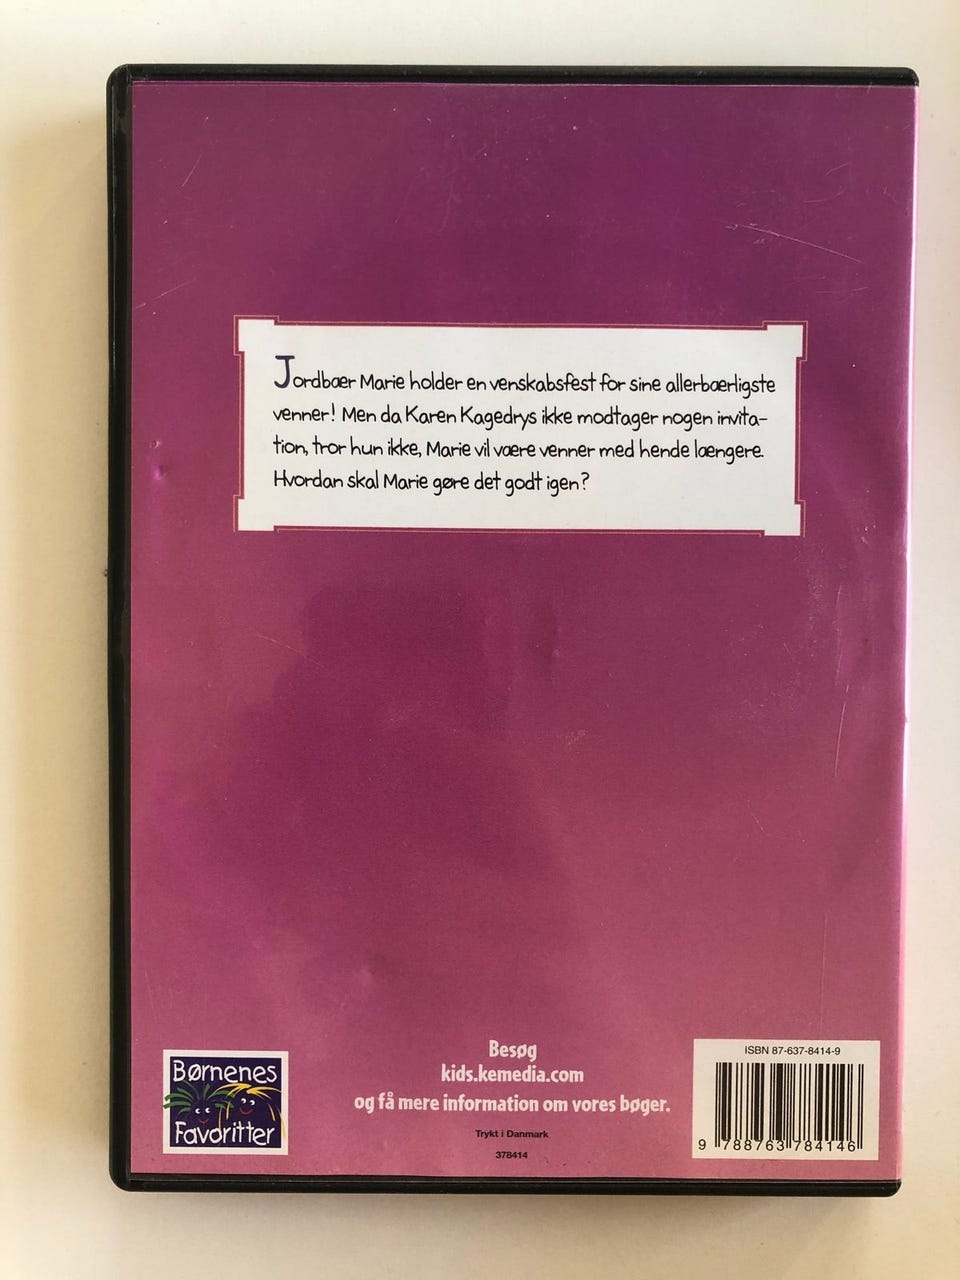 Jordbær Marie holder en venskabsfest for sine allerbærligste
venner! Men da Karen Kagedrys ikke modtager nogen invita-
tion, tror hun ikke, Marie vil være venner med hende længere.
Hvordan skal Marie gøre det godt igen?
Børnenes
Favoritter
Besøg
kids.kemedia.com
og få mere information om vores bøger.
Trykt i Danmark
378414
ISBN 87-637-8414-9
9 788763 784146